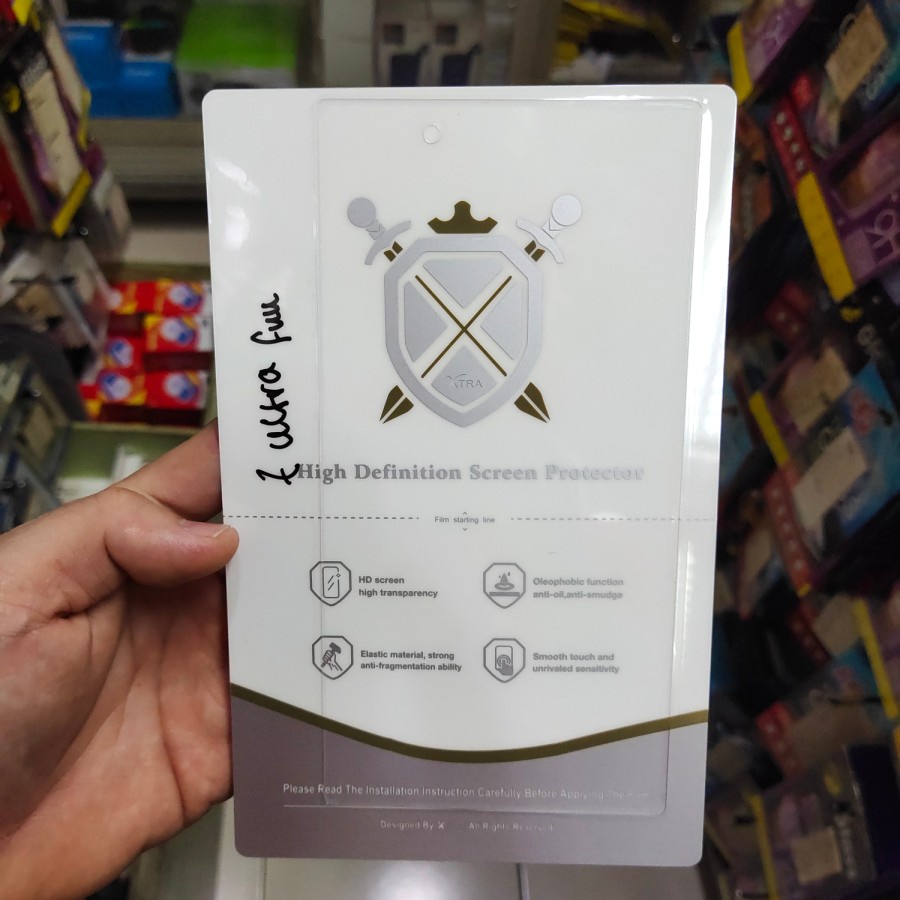 Z ultra full
XTRA
High Definition Screen Protector
Film starting line
HD screen
high transparency
Oleophobic function
anti-oil,anti-smudge
Elastic material, strong
anti-fragmentation ability
Smooth touch and
unrivaled sensitivity
Please Read The Installation Instruction Carefully Before Applying The Film
Designed By X All Rights Reserved